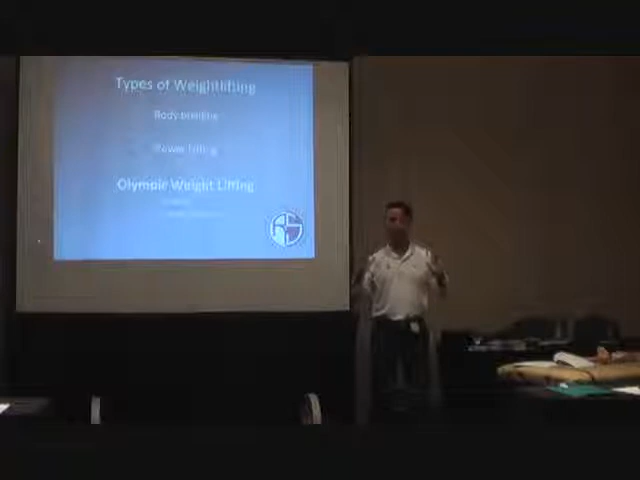 Types of Weightlifting
Body building
Power lifting
Olympic Weight Lifting